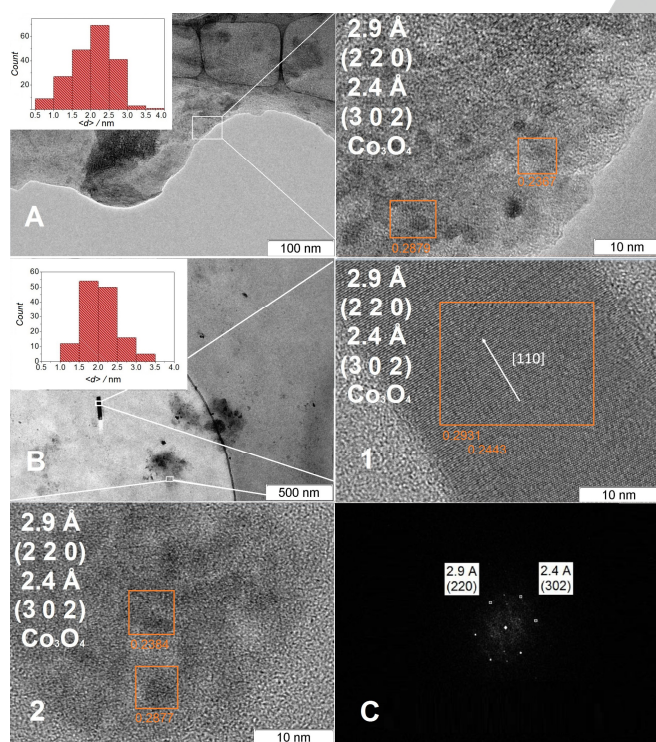 Count
60
40
20
0.5 1.0 1.5 2.0 2.5 3.0 3.5 4.0
<d> / nm
A
100 nm
2.9 Å
(2 2 0)
2.4 Å
(3 0 2)
Co₃O₄
0.2879
10 nm
Count
60
50
40
30
20
10
0
0.5 1.0 1.5 2.0 2.5 3.0 3.5 4.0
<d> / nm
B
500 nm
2.9 Å
(2 2 0)
2.4 Å
(3 0 2)
Co₃O₄
[110]
0.2931
0.2443
1
10 nm
2.9 Å
(2 2 0)
2.4 Å
(3 0 2)
Co₃O₄
0.2877
2
10 nm
2.9 A
(220)
2.4 A
(302)
C